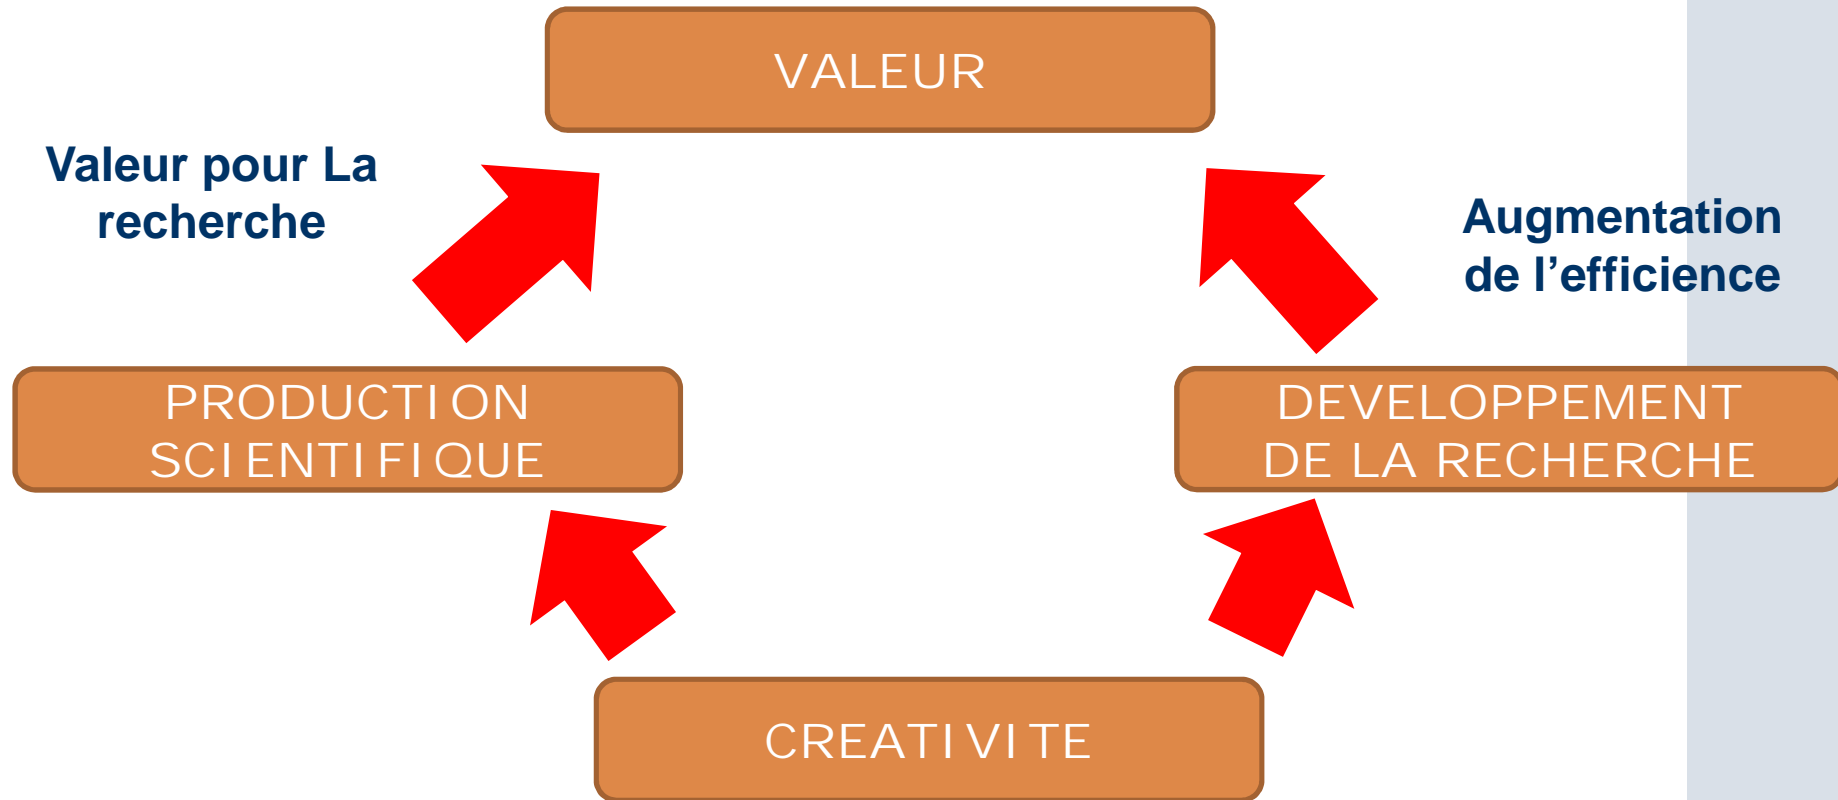 VALEUR
Valeur pour La
recherche
Augmentation
de l’efficience
PRODUCTION
SCIENTIFIQUE
DEVELOPPEMENT
DE LA RECHERCHE
CREATIVITE